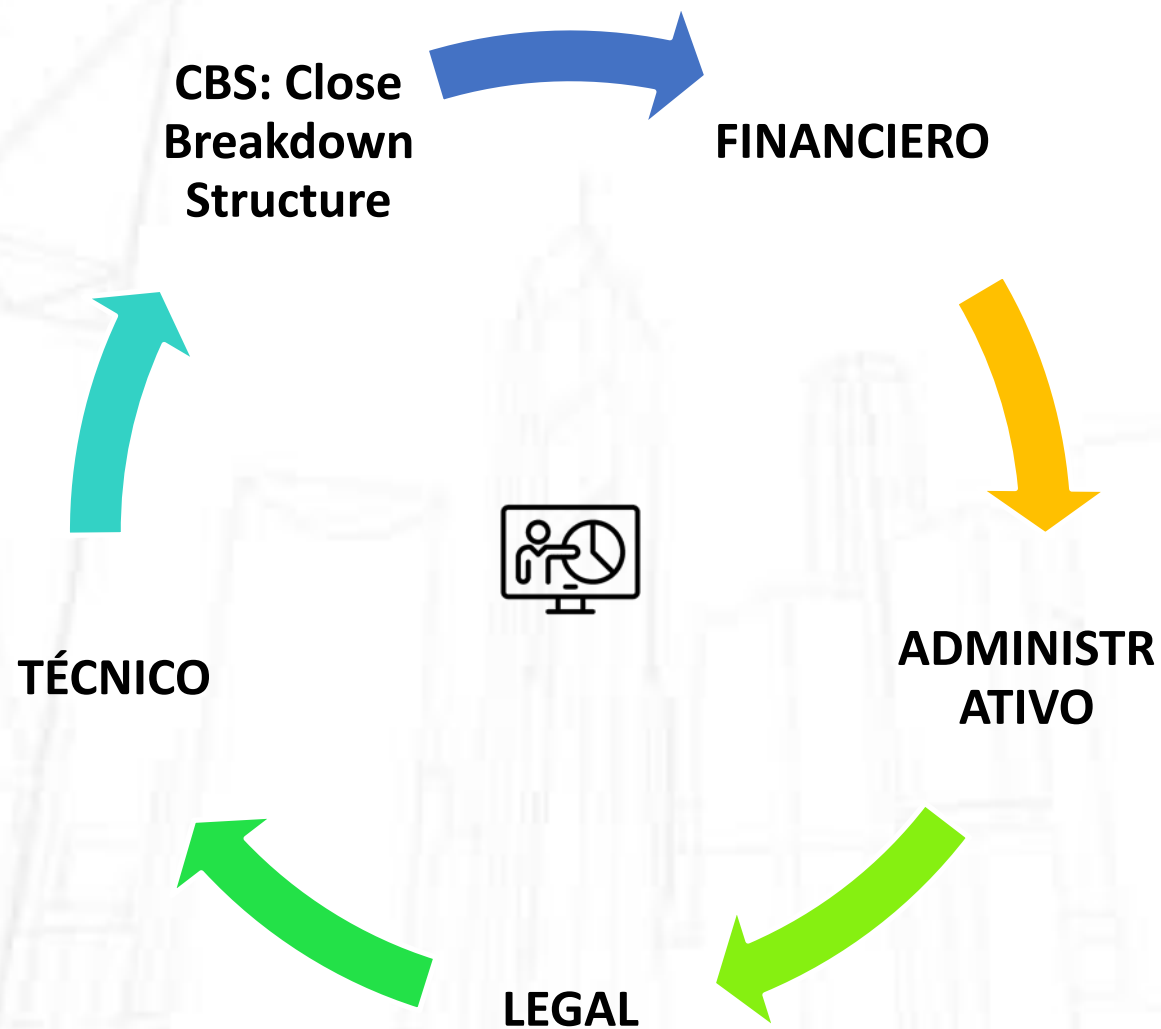 CBS: Close
Breakdown
Structure
FINANCIERO
ADMINISTR
ATIVO
LEGAL
TÉCNICO